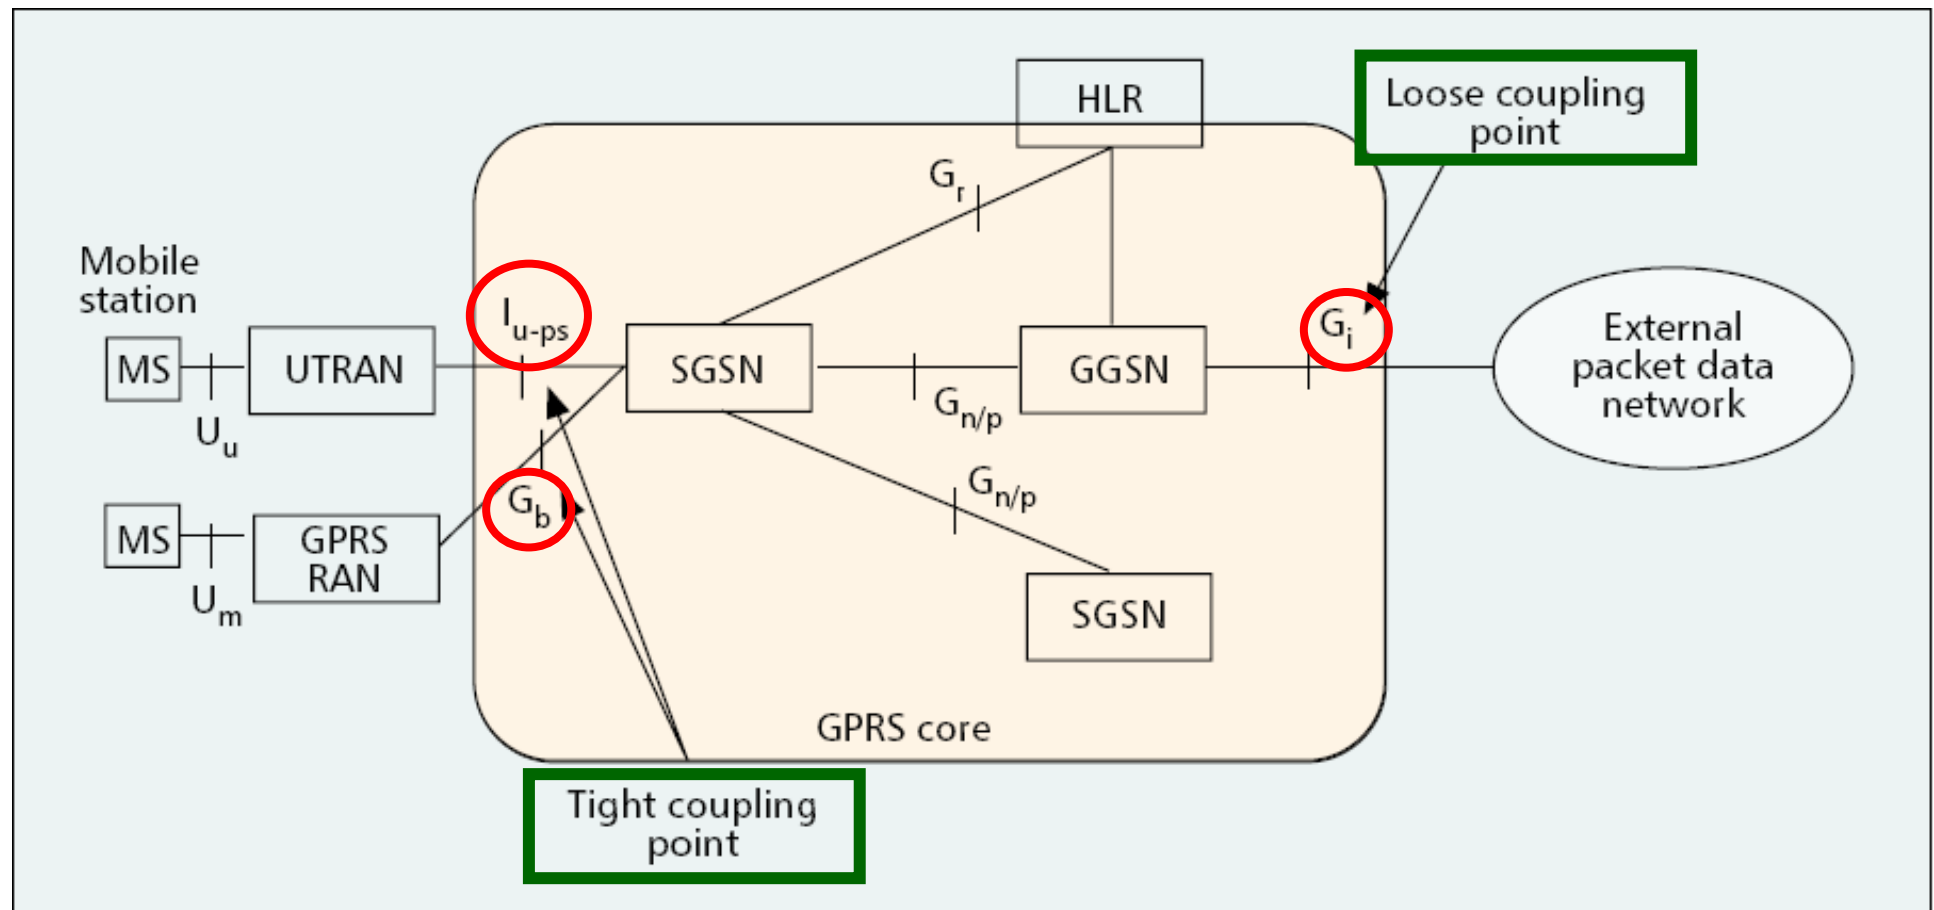 HLR
Loose coupling
point
Gr
Mobile
station
Iu-ps
Gi
MS
UTRAN
SGSN
GGSN
External
packet data
network
Uu
Gn/p
Gb
Gn/p
MS
GPRS
RAN
Um
SGSN
GPRS core
Tight coupling
point